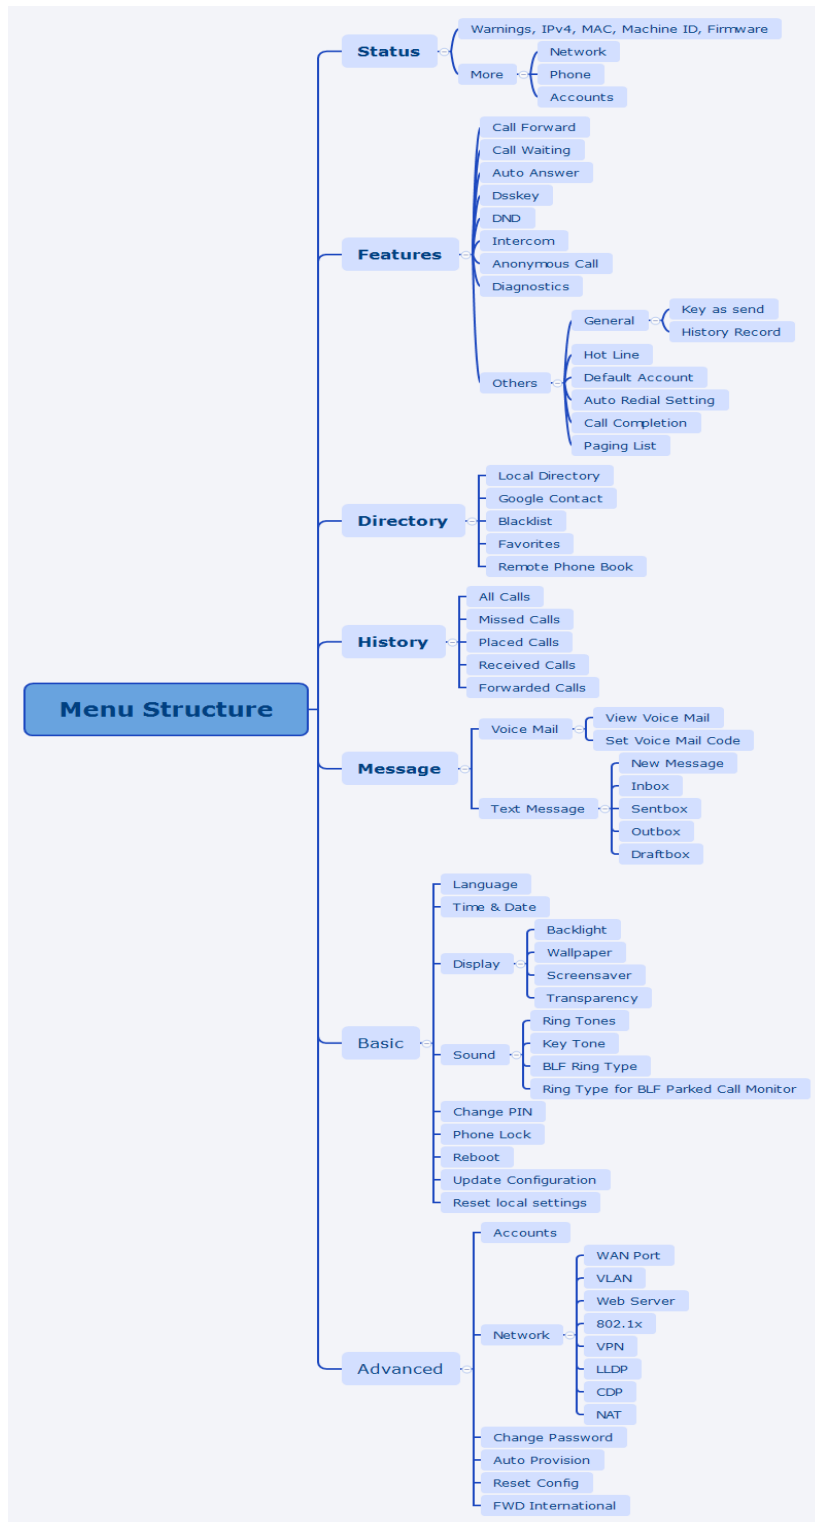 Menu Structure
Status
Warnings, IPv4, MAC, Machine ID, Firmware
More
Network
Phone
Accounts
Features
Call Forward
Call Waiting
Auto Answer
Dsskey
DND
Intercom
Anonymous Call
Diagnostics
Others
General
Key as send
History Record
Hot Line
Default Account
Auto Redial Setting
Call Completion
Paging List
Directory
Local Directory
Google Contact
Blacklist
Favorites
Remote Phone Book
History
All Calls
Missed Calls
Placed Calls
Received Calls
Forwarded Calls
Message
Voice Mail
View Voice Mail
Set Voice Mail Code
Text Message
New Message
Inbox
Sentbox
Outbox
Draftbox
Basic
Language
Time & Date
Display
Backlight
Wallpaper
Screensaver
Transparency
Sound
Ring Tones
Key Tone
BLF Ring Type
Ring Type for BLF Parked Call Monitor
Change PIN
Phone Lock
Reboot
Update Configuration
Reset local settings
Advanced
Accounts
Network
WAN Port
VLAN
Web Server
802.1x
VPN
LLDP
CDP
NAT
Change Password
Auto Provision
Reset Config
FWD International